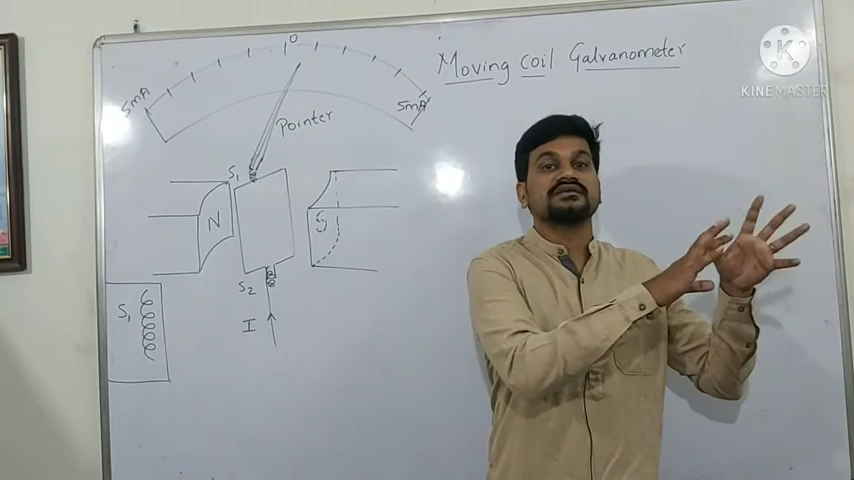 Moving coil Galvanometer
K
KINEMASTER
0
5mA
5mA
Pointer
S1
N
S
S2
S1
I